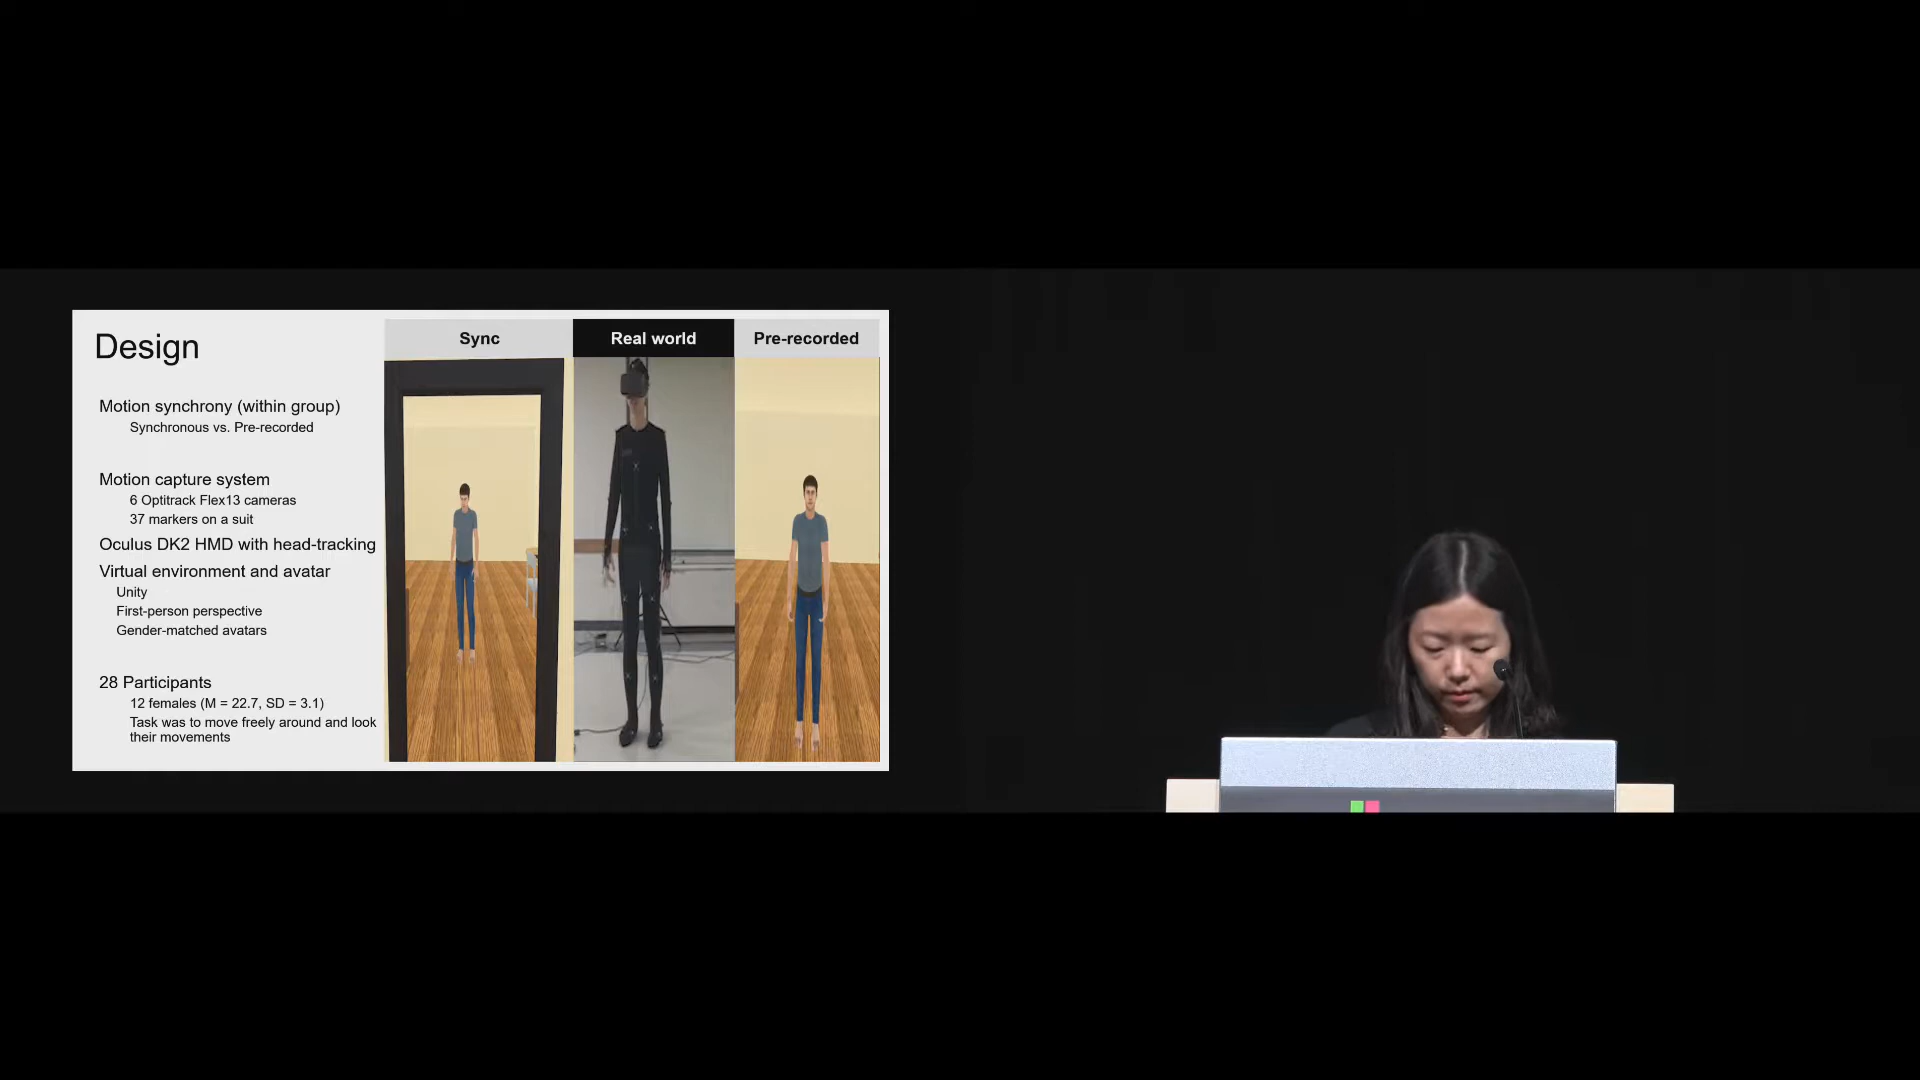 Design
Motion synchrony (within group)
Synchronous vs. Pre-recorded
Motion capture system
6 Optitrack Flex13 cameras
37 markers on a suit
Oculus DK2 HMD with head-tracking
Virtual environment and avatar
Unity
First-person perspective
Gender-matched avatars
28 Participants
12 females (M = 22.7, SD = 3.1)
Task was to move freely around and look
their movements
Sync
Real world
Pre-recorded